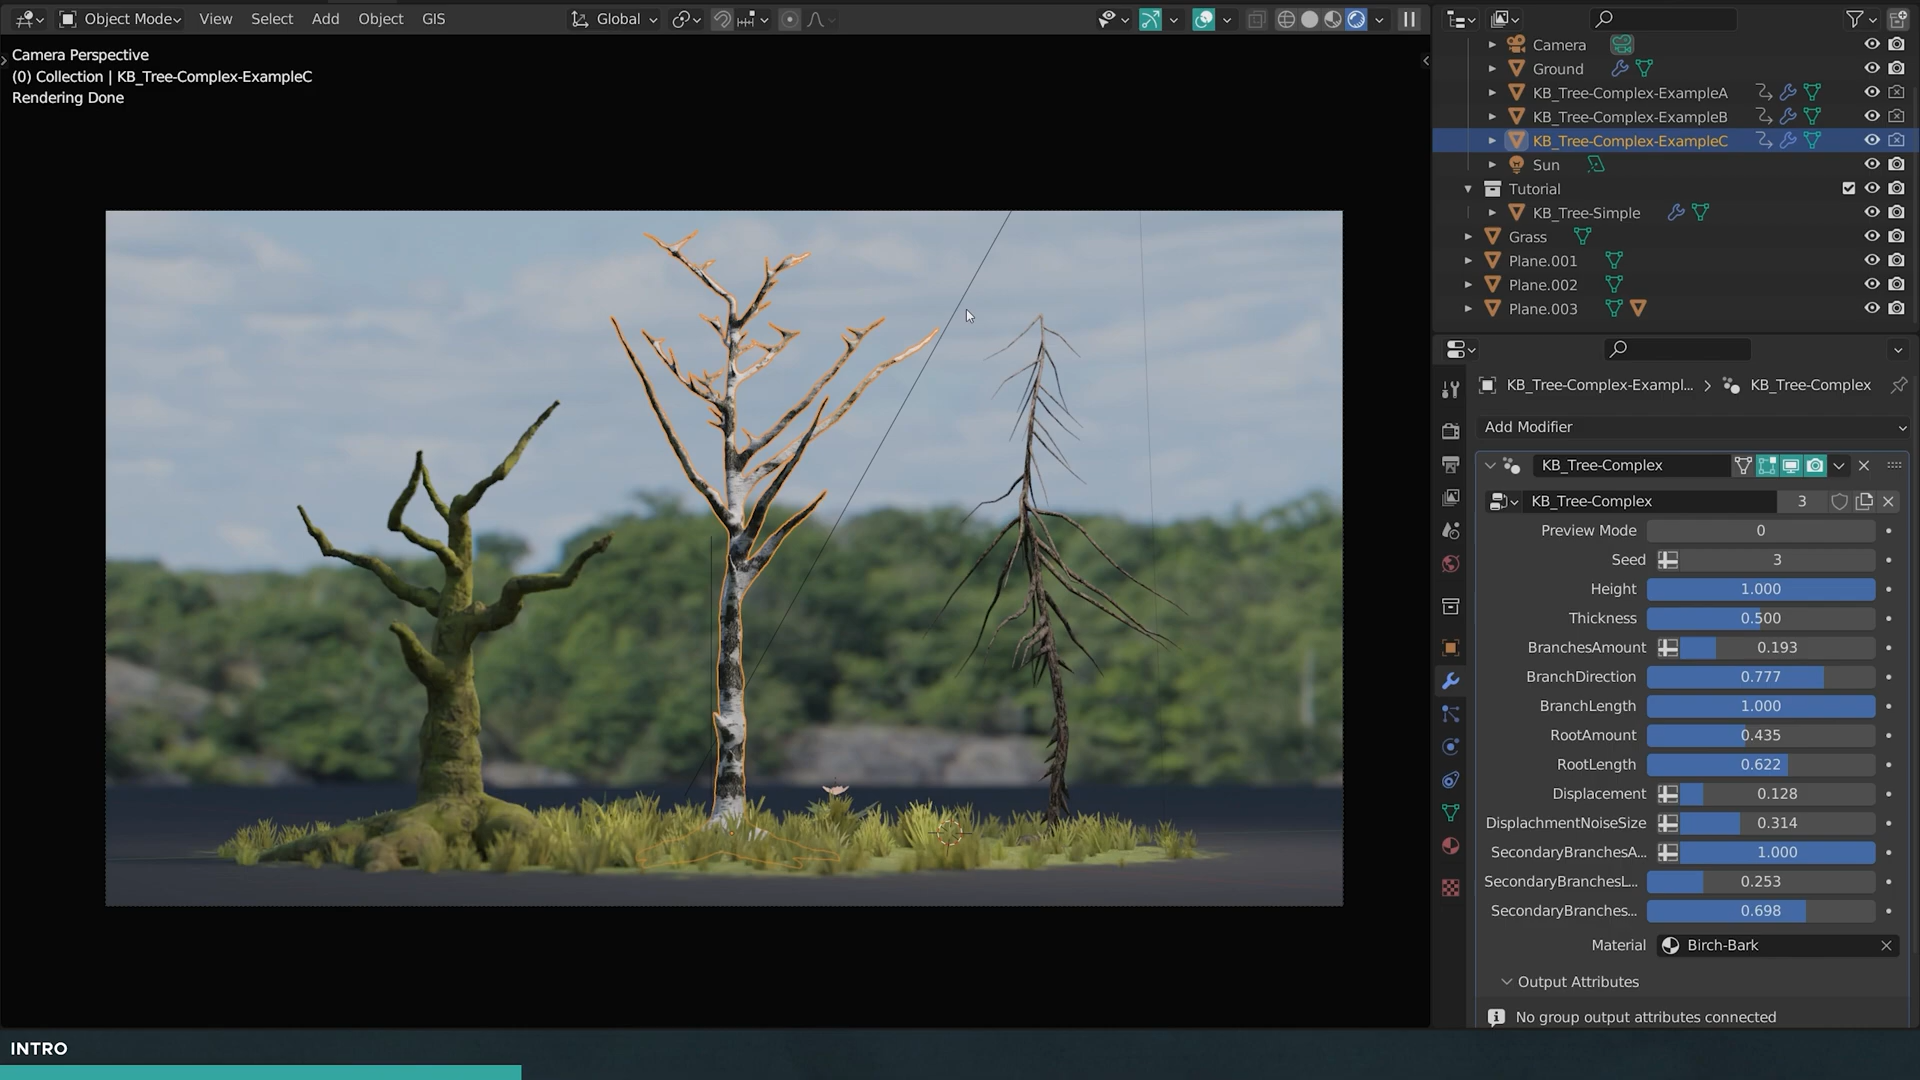 Object Mode
View
Select
Add
Object
GIS
Global
Camera Perspective
(0) Collection | KB_Tree-Complex-ExampleC
Rendering Done
Camera
Ground
KB_Tree-Complex-ExampleA
KB_Tree-Complex-ExampleB
KB_Tree-Complex-ExampleC
Sun
Tutorial
KB_Tree-Simple
Grass
Plane.001
Plane.002
Plane.003
KB_Tree-Complex-Exampl... > KB_Tree-Complex
Add Modifier
KB_Tree-Complex
KB_Tree-Complex 3
Preview Mode 0
Seed 3
Height 1.000
Thickness 0.500
BranchesAmount 0.193
BranchDirection 0.777
BranchLength 1.000
RootAmount 0.435
RootLength 0.622
Displacement 0.128
DisplachmentNoiseSize 0.314
SecondaryBranchesA... 1.000
SecondaryBranchesL... 0.253
SecondaryBranches... 0.698
Material Birch-Bark
Output Attributes
No group output attributes connected
INTRO